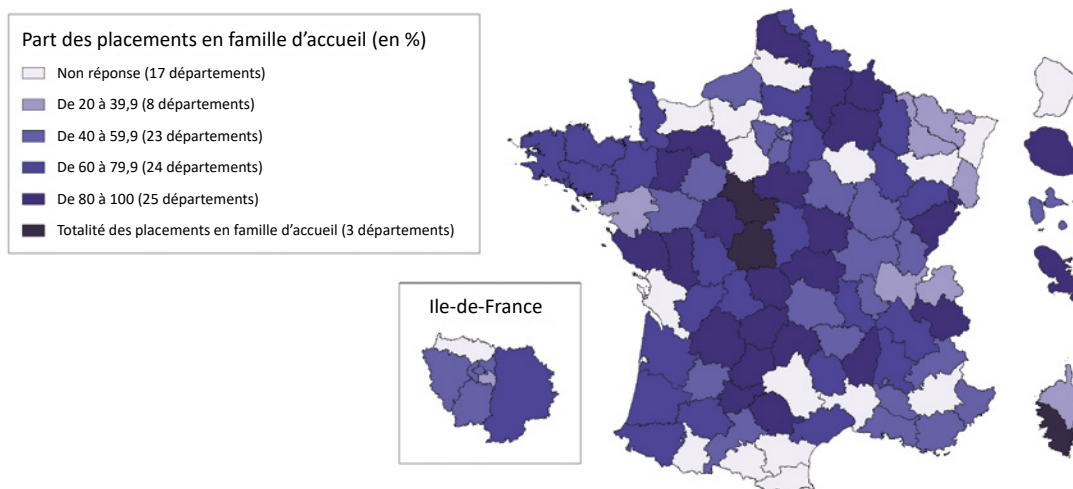 Part des placements en famille d’accueil (en %)
Non réponse (17 départements)
De 20 à 39,9 (8 départements)
De 40 à 59,9 (23 départements)
De 60 à 79,9 (24 départements)
De 80 à 100 (25 départements)
Totalité des placements en famille d’accueil (3 départements)
Ile-de-France